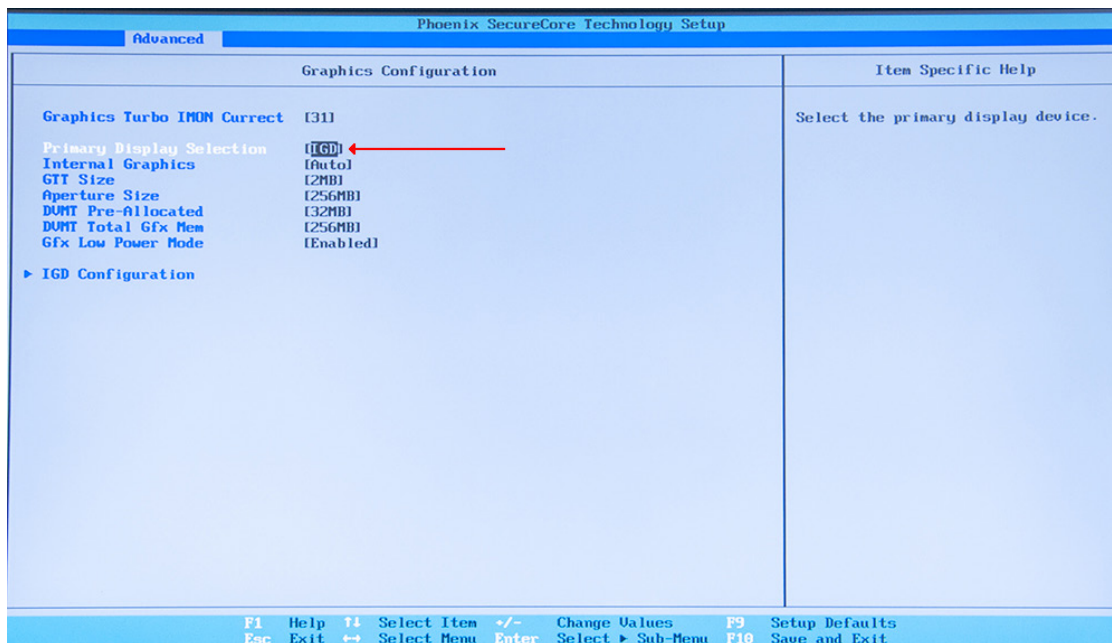 Phoenix SecureCore Technology Setup
Advanced
Graphics Configuration
Item Specific Help
Graphics Turbo IMON Currect [31]
Select the primary display device.
Primary Display Selection [IGD]
Internal Graphics [Auto]
GTT Size [2MB]
Aperture Size [256MB]
DVMT Pre-Allocated [32MB]
DVMT Total Gfx Mem [256MB]
Gfx Low Power Mode [Enabled]
▶ IGD Configuration
F1 Help ↑↓ Select Item +/- Change Values F9 Setup Defaults
Esc Exit ↔ Select Menu Enter Select ▶ Sub-Menu F10 Save and Exit